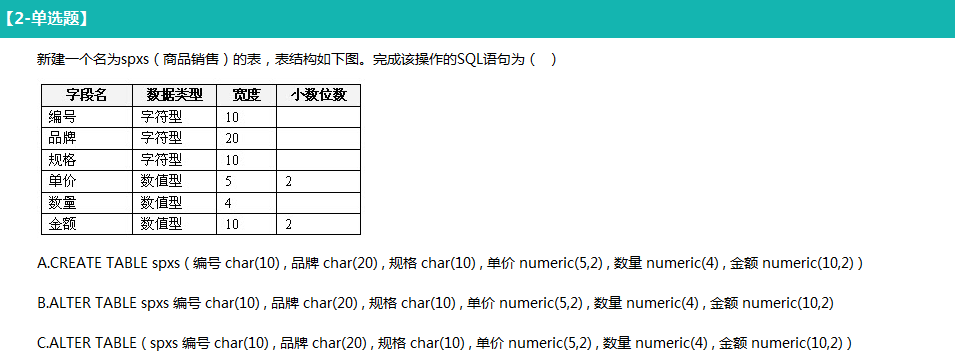 【2-单选题】
新建一个名为spxs（商品销售）的表，表结构如下图。完成该操作的SQL语句为（　）
字段名 数据类型 宽度 小数位数
编号 字符型 10
品牌 字符型 20
规格 字符型 10
单价 数值型 5 2
数量 数值型 4
金额 数值型 10 2
A.CREATE TABLE spxs ( 编号 char(10) , 品牌 char(20) , 规格 char(10) , 单价 numeric(5,2) , 数量 numeric(4) , 金额 numeric(10,2) )
B.ALTER TABLE spxs 编号 char(10) , 品牌 char(20) , 规格 char(10) , 单价 numeric(5,2) , 数量 numeric(4) , 金额 numeric(10,2)
C.ALTER TABLE ( spxs 编号 char(10) , 品牌 char(20) , 规格 char(10) , 单价 numeric(5,2) , 数量 numeric(4) , 金额 numeric(10,2) )